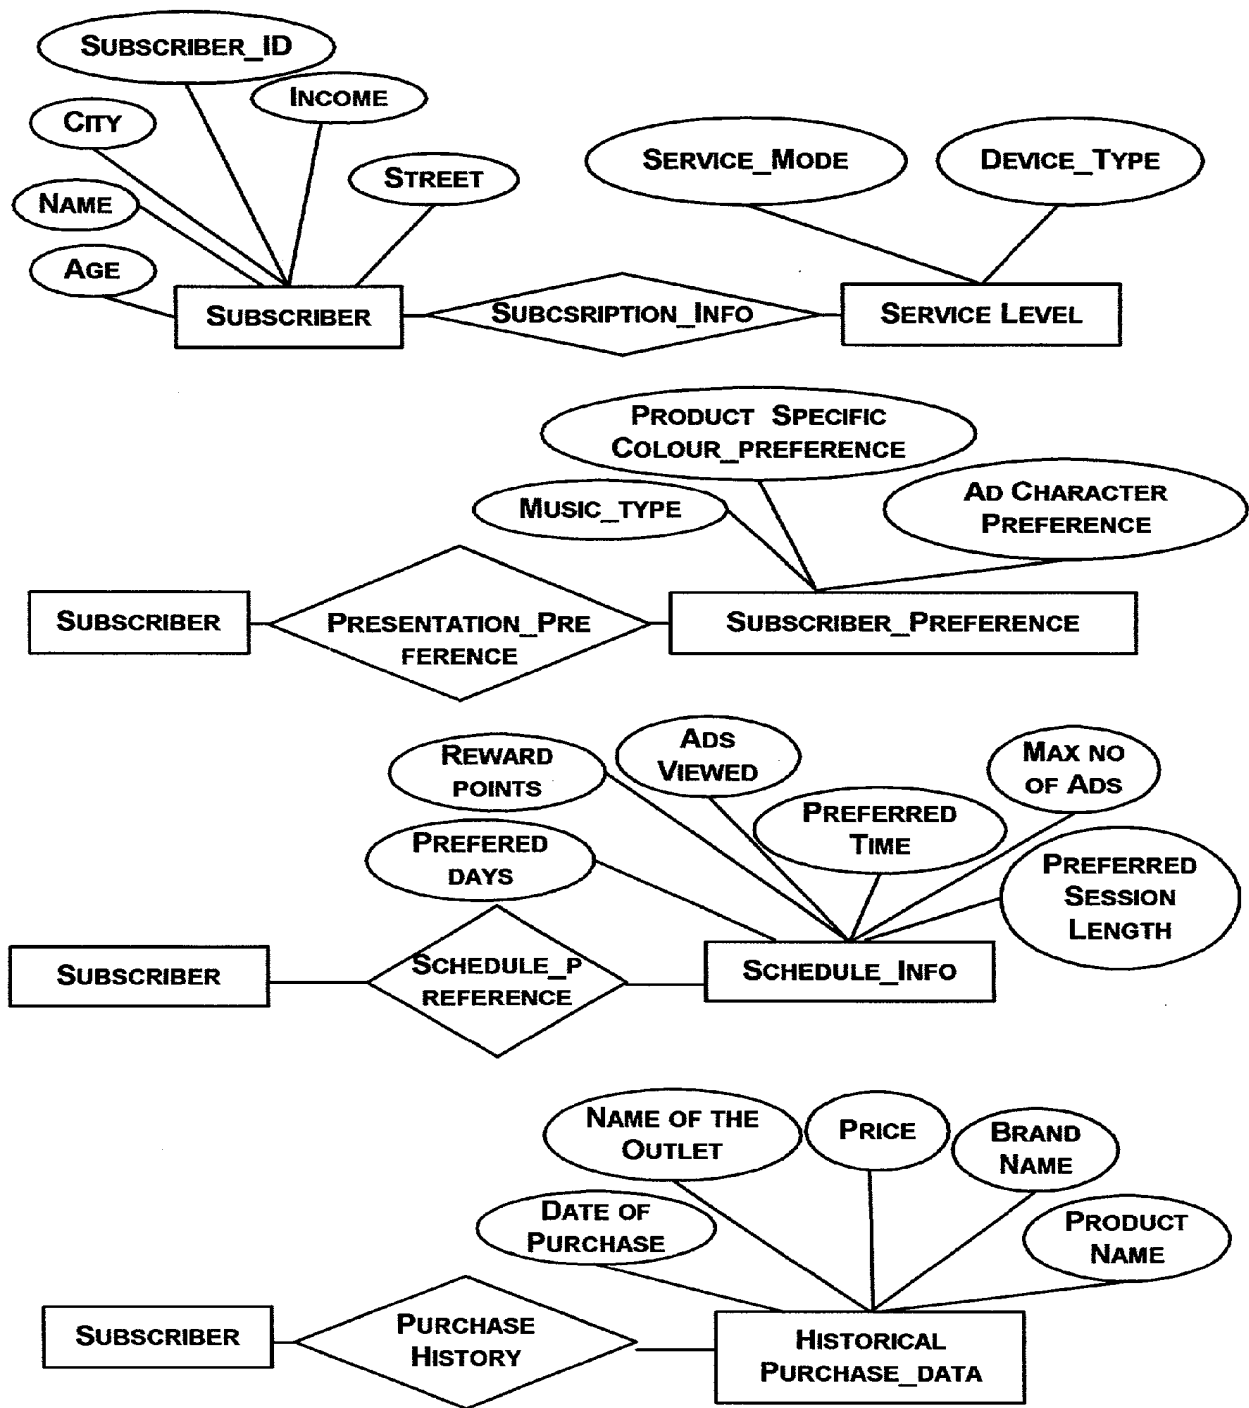 SUBSCRIBER_ID
INCOME
CITY
STREET
NAME
AGE
SERVICE_MODE
DEVICE_TYPE
SUBSCRIBER
SUBCSRIPTION_INFO
SERVICE LEVEL
PRODUCT SPECIFIC
COLOUR_PREFERENCE
MUSIC_TYPE
AD CHARACTER
PREFERENCE
SUBSCRIBER
PRESENTATION_PRE
FERENCE
SUBSCRIBER_PREFERENCE
REWARD
POINTS
ADS
VIEWED
MAX NO
OF ADS
PREFERRED
TIME
PREFERED
DAYS
PREFERRED
SESSION
LENGTH
SUBSCRIBER
SCHEDULE_P
REFERENCE
SCHEDULE_INFO
NAME OF THE
OUTLET
PRICE
BRAND
NAME
DATE OF
PURCHASE
PRODUCT
NAME
SUBSCRIBER
PURCHASE
HISTORY
HISTORICAL
PURCHASE_DATA